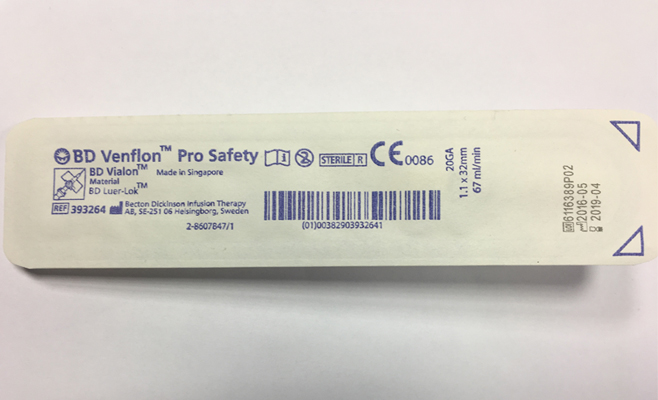 BD Venflon™ Pro Safety
BD Vialon™
Material
Made in Singapore
BD Luer-Lok™
REF 393264
Becton Dickinson Infusion Therapy
AB, SE-251 06 Helsingborg, Sweden
2-8607847/1
STERILE R
CE 0086
(01)00382903932641
20GA
1.1 x 32mm
67 ml/min
LOT 6116389P02
2016-05
2019-04